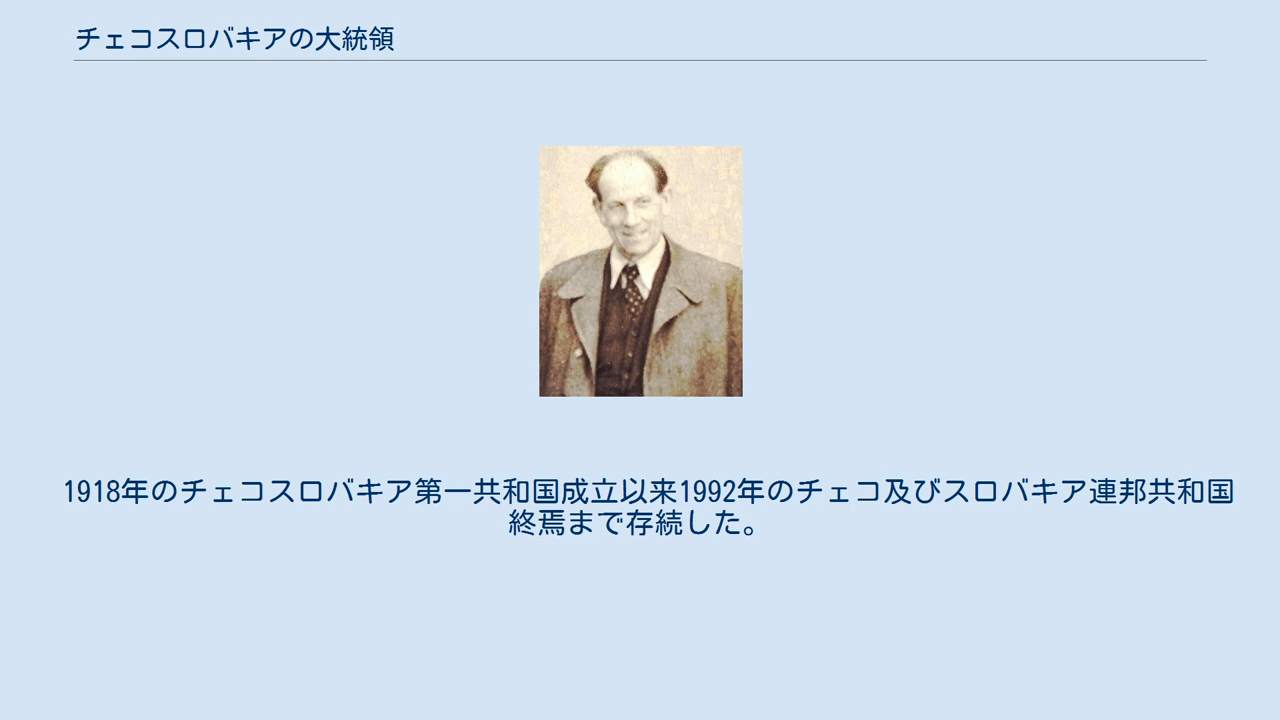 チェコスロバキアの大統領
1918年のチェコスロバキア第一共和国成立以来1992年のチェコ及びスロバキア連邦共和国
終焉まで存続した。